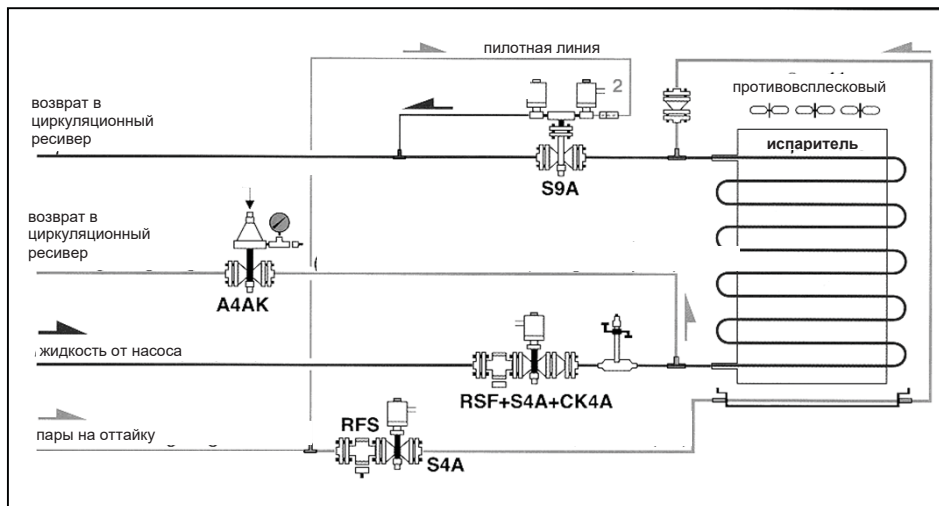 пилотная линия
2
противовсплесковый
возврат в
циркуляционный
ресивер
испаритель
S9A
возврат в
циркуляционный
ресивер
A4AK
жидкость от насоса
RSF+S4A+CK4A
пары на оттайку
RFS
S4A